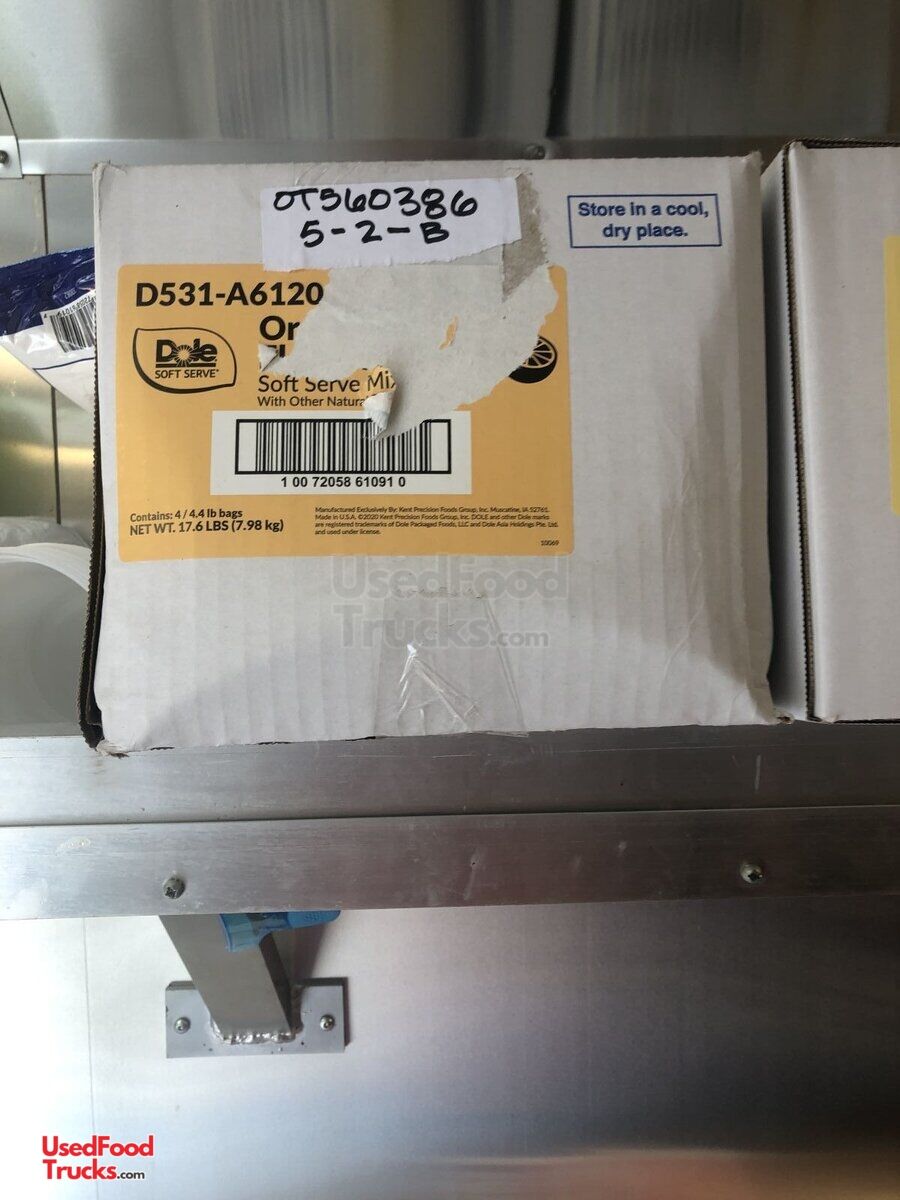 OT360386
5-2-B
Store in a cool,
dry place.
D531-A6120
Or
Dole
SOFT SERVE
Soft Serve Mix
With Other Natura
1 00 72058 61091 0
Contains: 4 / 4.4 lb bags
NET WT. 17.6 LBS (7.98 kg)
Manufactured Exclusively By: Kent Precision Foods Group, Inc. Muscatine, IA 52761.
Made in U.S.A. ©2020 Kent Precision Foods Group, Inc. DOLE and other Dole marks
are registered trademarks of Dole Packaged Foods, LLC and Dole Asia Holdings Pte. Ltd.
and used under license.
10069
UsedFood
Trucks.com
UsedFood
Trucks.com